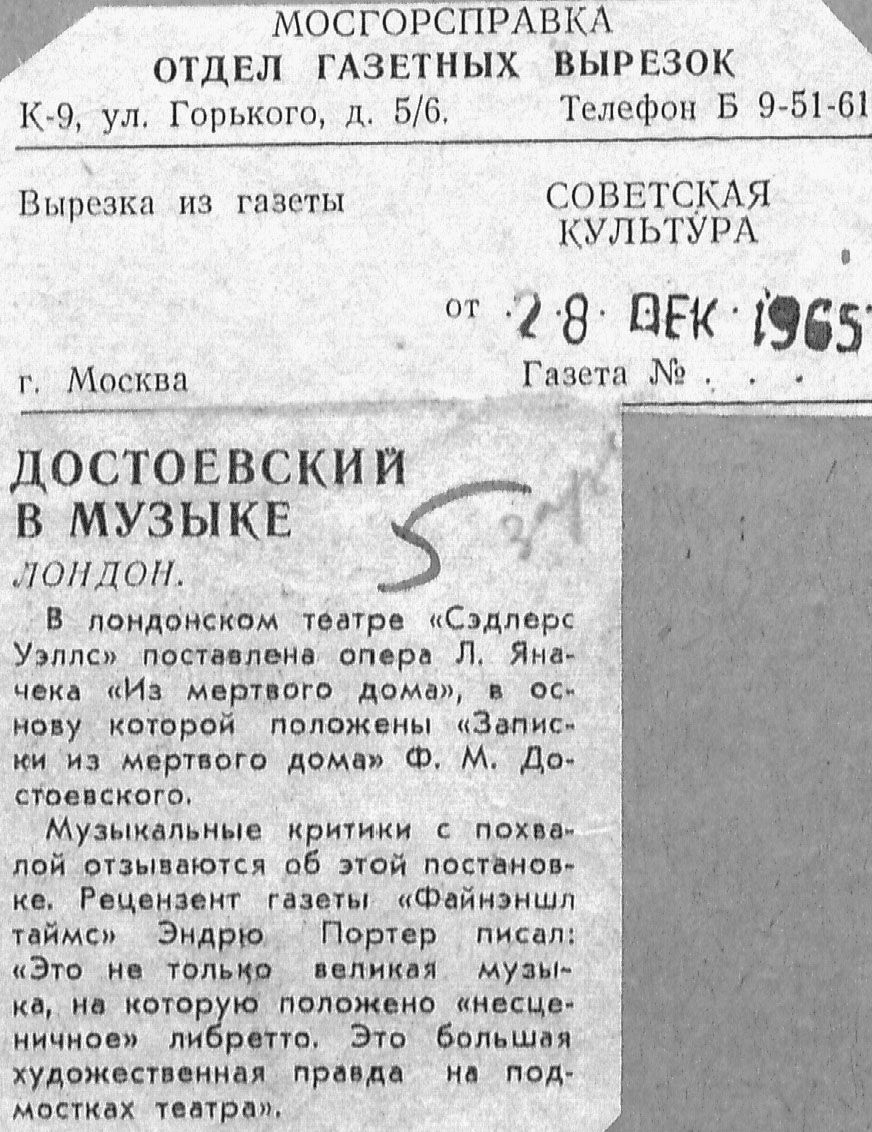 МОСГОРСПРАВКА
ОТДЕЛ ГАЗЕТНЫХ ВЫРЕЗОК
К-9, ул. Горького, д. 5/6. Телефон Б 9-51-61
Вырезка из газеты
СОВЕТСКАЯ
КУЛЬТУРА
от 28 ДЕК 1965
г. Москва
Газета № . . .
ДОСТОЕВСКИЙ
В МУЗЫКЕ
5
ЛОНДОН.
В лондонском театре «Сэдлерс
Уэллс» поставлена опера Л. Яна-
чека «Из мертвого дома», в ос-
нову которой положены «Запис-
ки из мертвого дома» Ф. М. До-
стоевского.
Музыкальные критики с похва-
лой отзываются об этой постанов-
ке. Рецензент газеты «Файнэншл
таймс» Эндрю Портер писал:
«Это не только великая музы-
ка, на которую положено «несце-
ничное» либретто. Это большая
художественная правда на под-
мостках театра».